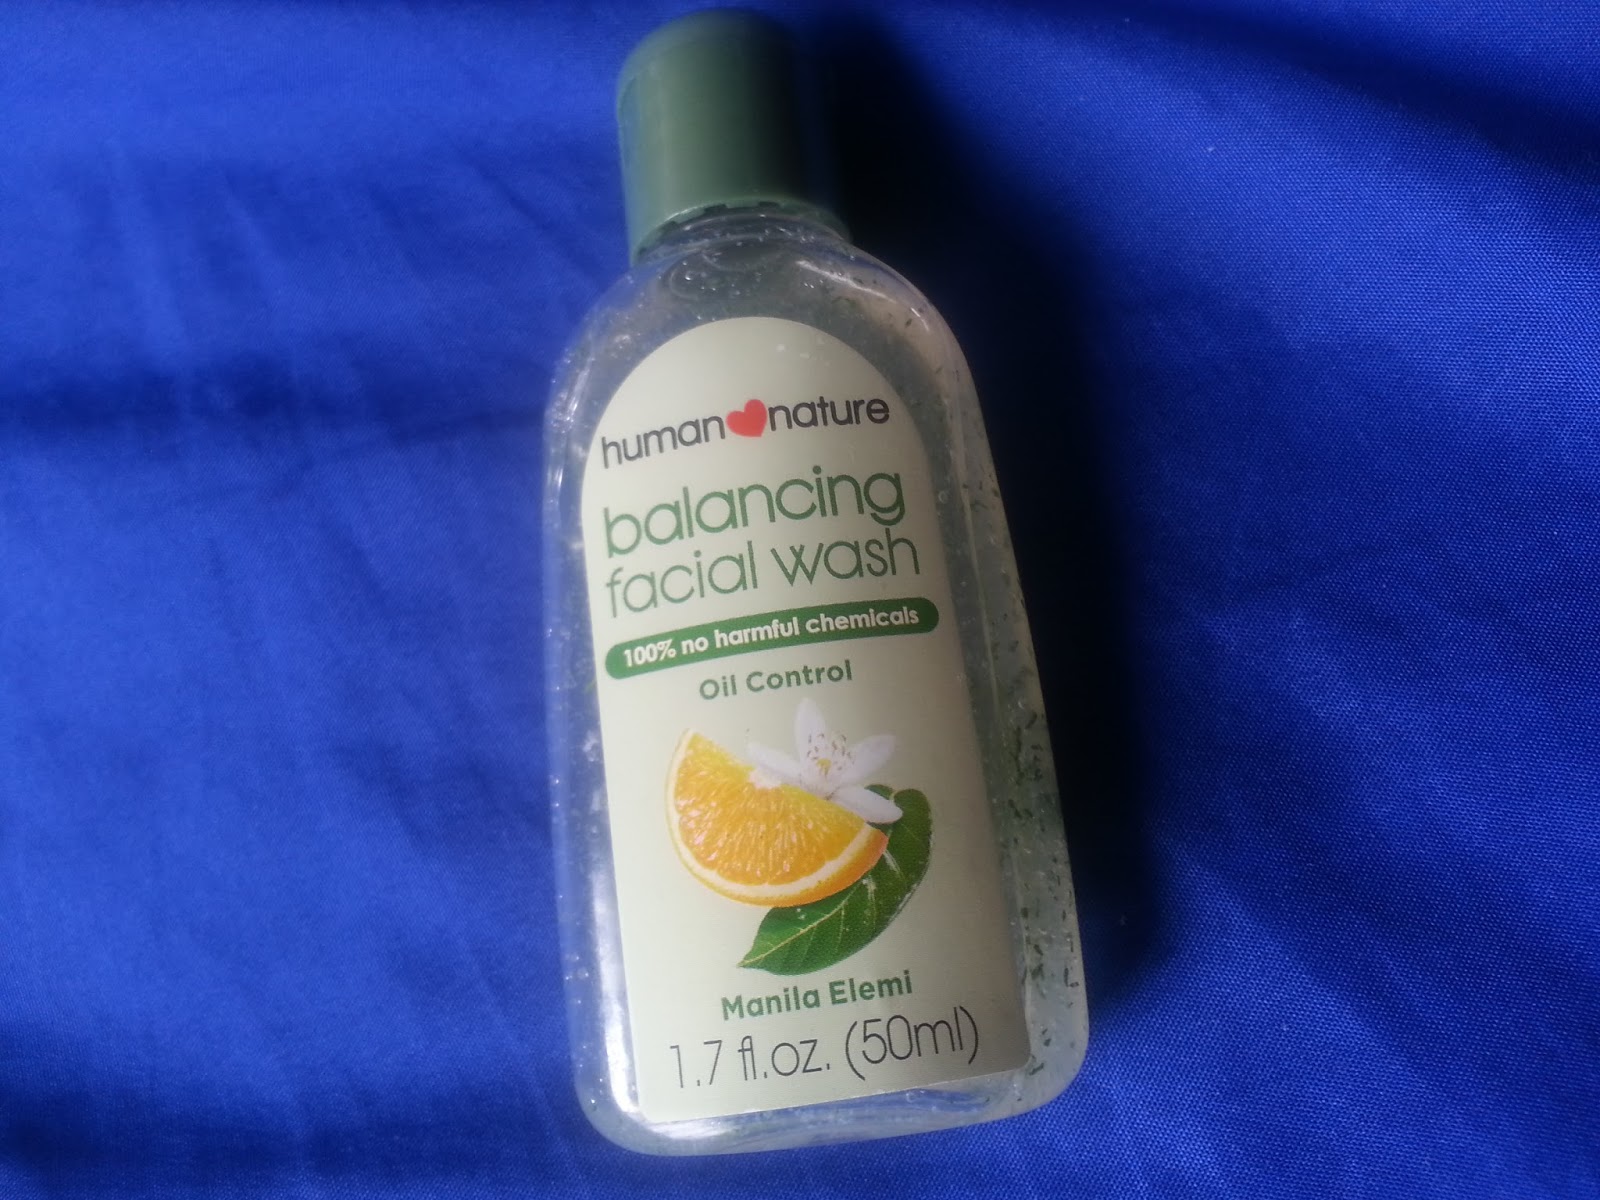 human nature
balancing
facial wash
100% no harmful chemicals
Oil Control
Manila Elemi
1.7 fl.oz. (50ml)